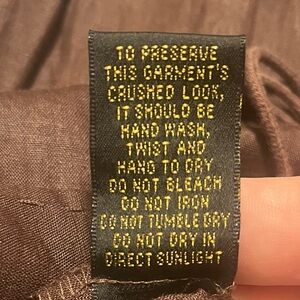 TO PRESERVE
THIS GARMENT'S
CRUSHED LOOK,
IT SHOULD BE
HAND WASH,
TWIST AND
HANG TO DRY
DO NOT BLEACH
DO NOT IRON
DO NOT TUMBLE DRY
DO NOT DRY IN
DIRECT SUNLIGHT